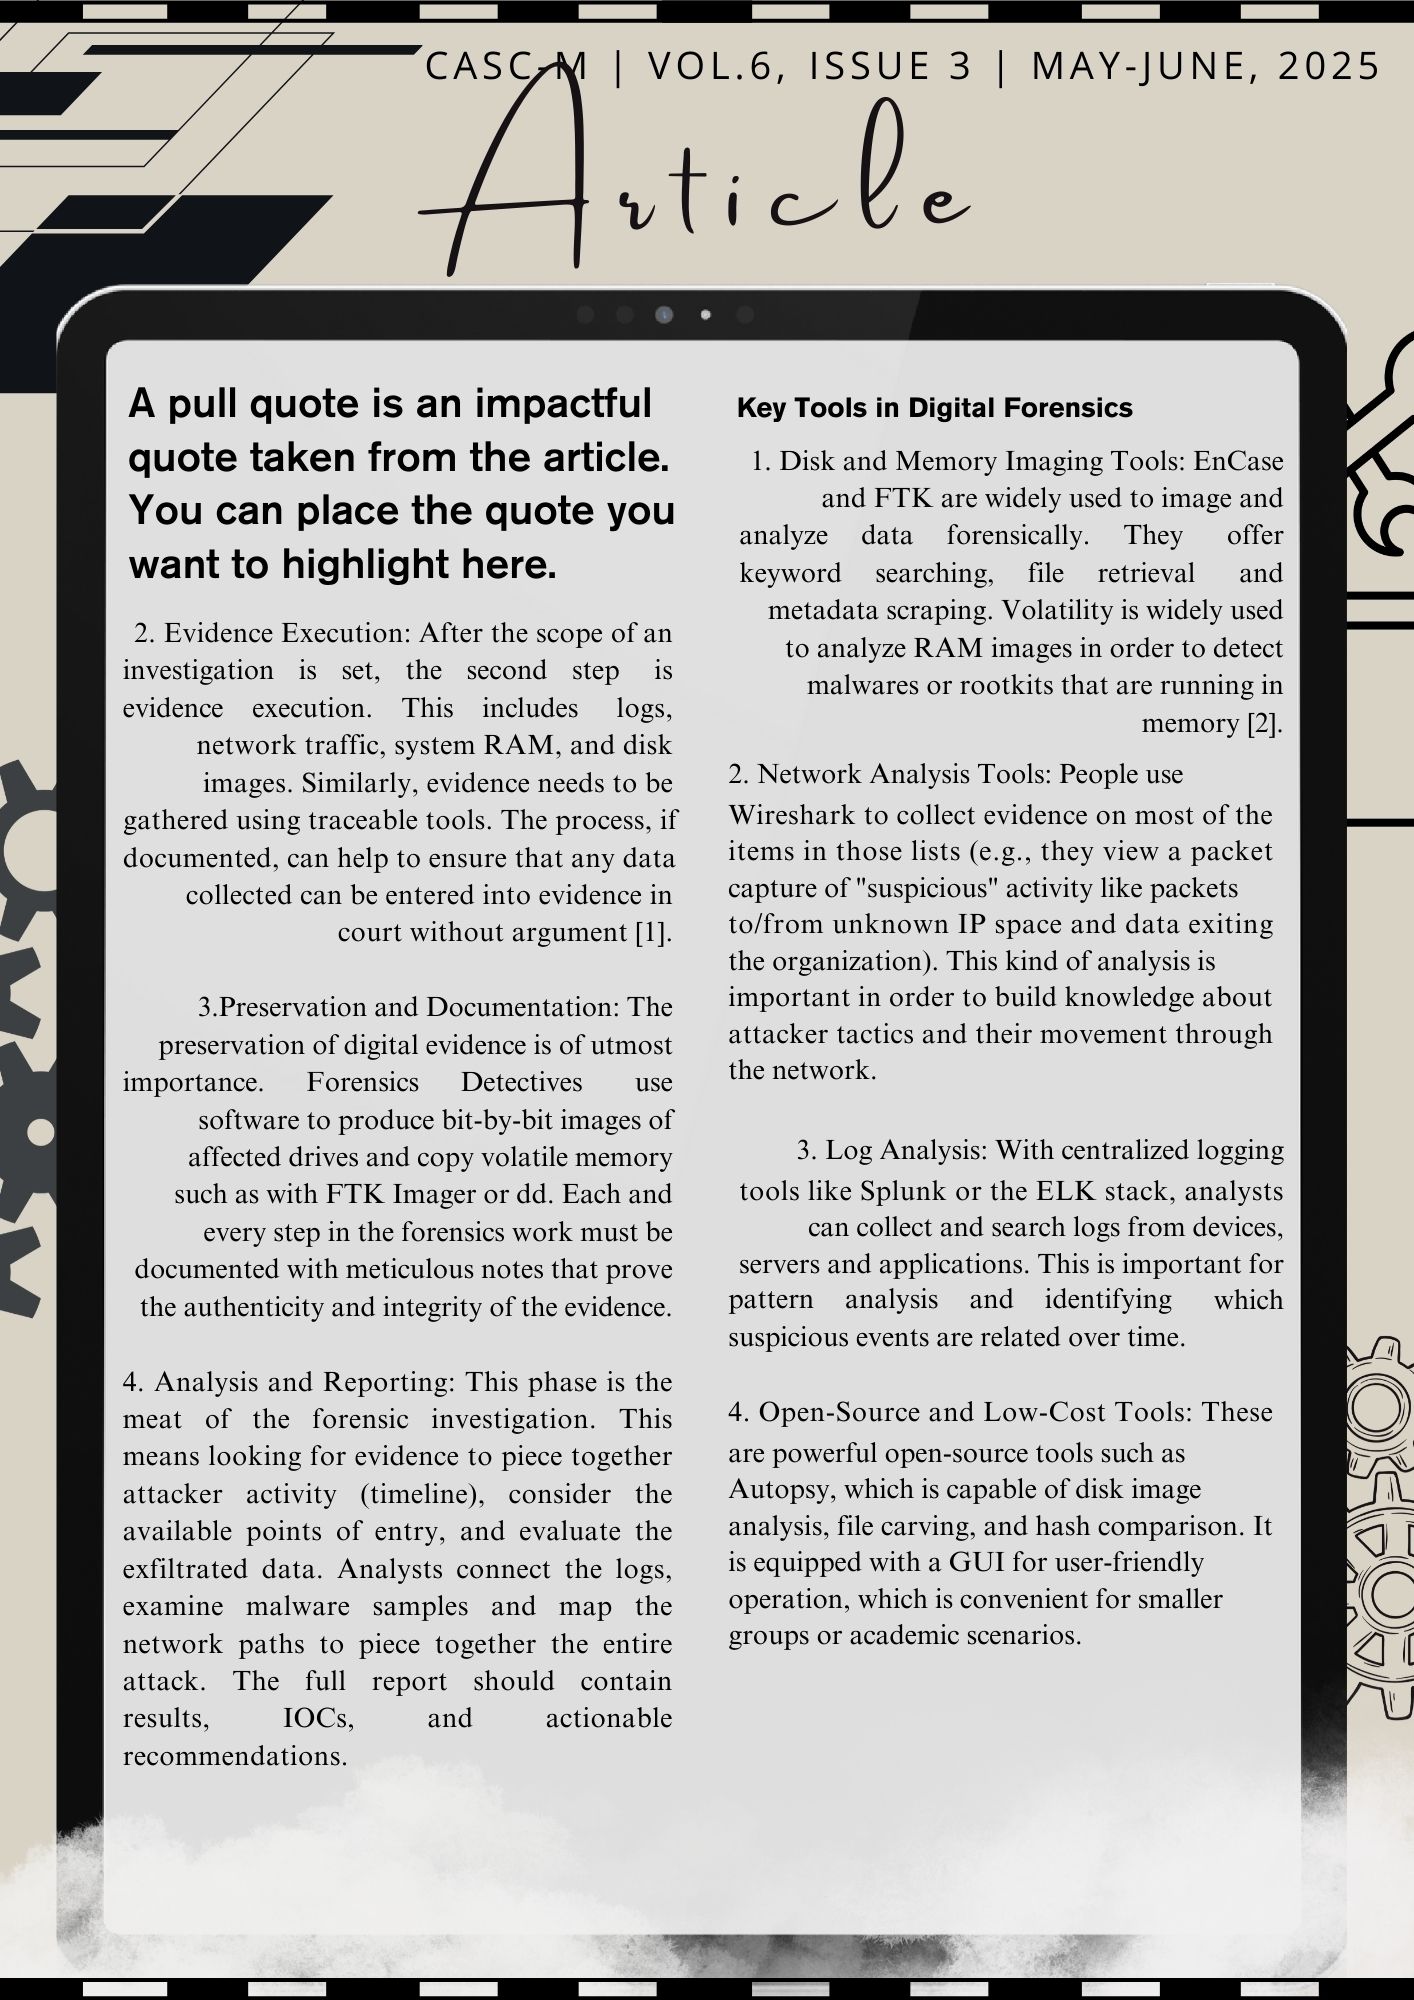 CASC-M | VOL.6, ISSUE 3 | MAY-JUNE, 2025
Article
A pull quote is an impactful
quote taken from the article.
You can place the quote you
want to highlight here.
2. Evidence Execution: After the scope of an
investigation is set, the second step is
evidence execution. This includes logs,
network traffic, system RAM, and disk
images. Similarly, evidence needs to be
gathered using traceable tools. The process, if
documented, can help to ensure that any data
collected can be entered into evidence in
court without argument [1].
3.Preservation and Documentation: The
preservation of digital evidence is of utmost
importance. Forensics Detectives use
software to produce bit-by-bit images of
affected drives and copy volatile memory
such as with FTK Imager or dd. Each and
every step in the forensics work must be
documented with meticulous notes that prove
the authenticity and integrity of the evidence.
4. Analysis and Reporting: This phase is the
meat of the forensic investigation. This
means looking for evidence to piece together
attacker activity (timeline), consider the
available points of entry, and evaluate the
exfiltrated data. Analysts connect the logs,
examine malware samples and map the
network paths to piece together the entire
attack. The full report should contain
results, IOCs, and actionable
recommendations.
Key Tools in Digital Forensics
1. Disk and Memory Imaging Tools: EnCase
and FTK are widely used to image and
analyze data forensically. They offer
keyword searching, file retrieval and
metadata scraping. Volatility is widely used
to analyze RAM images in order to detect
malwares or rootkits that are running in
memory [2].
2. Network Analysis Tools: People use
Wireshark to collect evidence on most of the
items in those lists (e.g., they view a packet
capture of "suspicious" activity like packets
to/from unknown IP space and data exiting
the organization). This kind of analysis is
important in order to build knowledge about
attacker tactics and their movement through
the network.
3. Log Analysis: With centralized logging
tools like Splunk or the ELK stack, analysts
can collect and search logs from devices,
servers and applications. This is important for
pattern analysis and identifying which
suspicious events are related over time.
4. Open-Source and Low-Cost Tools: These
are powerful open-source tools such as
Autopsy, which is capable of disk image
analysis, file carving, and hash comparison. It
is equipped with a GUI for user-friendly
operation, which is convenient for smaller
groups or academic scenarios.